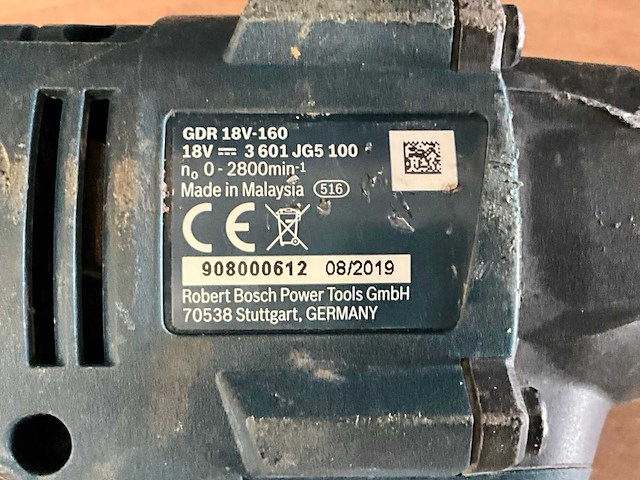 GDR 18V-160
18V ⎓ 3 601 JG5 100
n₀ 0 - 2800min⁻¹
Made in Malaysia 516
CE
908000612 08/2019
Robert Bosch Power Tools GmbH
70538 Stuttgart, GERMANY